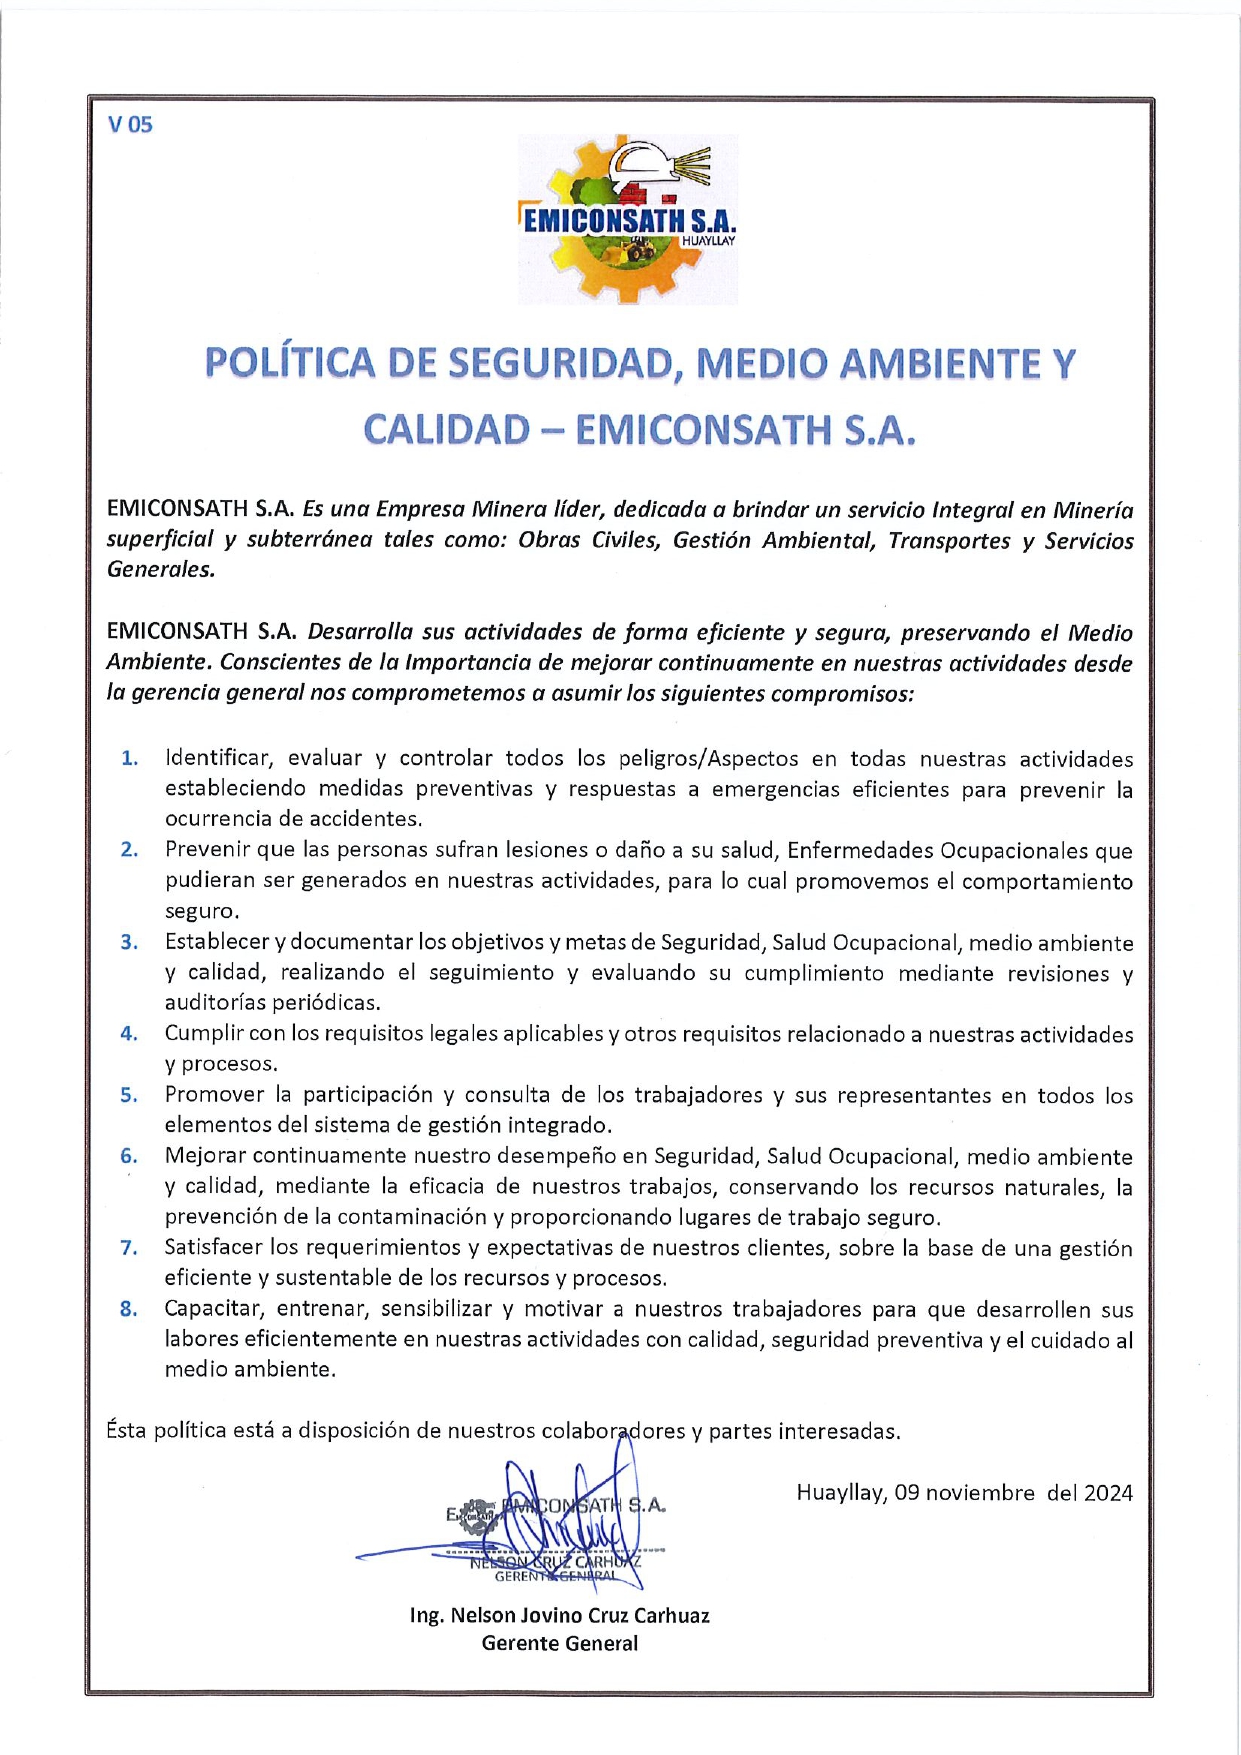 V 05
EMICONSATH S.A.
HUAYLLAY
POLÍTICA DE SEGURIDAD, MEDIO AMBIENTE Y
CALIDAD – EMICONSATH S.A.
EMICONSATH S.A. Es una Empresa Minera líder, dedicada a brindar un servicio Integral en Minería
superficial y subterránea tales como: Obras Civiles, Gestión Ambiental, Transportes y Servicios
Generales.
EMICONSATH S.A. Desarrolla sus actividades de forma eficiente y segura, preservando el Medio
Ambiente. Conscientes de la Importancia de mejorar continuamente en nuestras actividades desde
la gerencia general nos comprometemos a asumir los siguientes compromisos:
1. Identificar, evaluar y controlar todos los peligros/Aspectos en todas nuestras actividades
estableciendo medidas preventivas y respuestas a emergencias eficientes para prevenir la
ocurrencia de accidentes.
2. Prevenir que las personas sufran lesiones o daño a su salud, Enfermedades Ocupacionales que
pudieran ser generados en nuestras actividades, para lo cual promovemos el comportamiento
seguro.
3. Establecer y documentar los objetivos y metas de Seguridad, Salud Ocupacional, medio ambiente
y calidad, realizando el seguimiento y evaluando su cumplimiento mediante revisiones y
auditorías periódicas.
4. Cumplir con los requisitos legales aplicables y otros requisitos relacionado a nuestras actividades
y procesos.
5. Promover la participación y consulta de los trabajadores y sus representantes en todos los
elementos del sistema de gestión integrado.
6. Mejorar continuamente nuestro desempeño en Seguridad, Salud Ocupacional, medio ambiente
y calidad, mediante la eficacia de nuestros trabajos, conservando los recursos naturales, la
prevención de la contaminación y proporcionando lugares de trabajo seguro.
7. Satisfacer los requerimientos y expectativas de nuestros clientes, sobre la base de una gestión
eficiente y sustentable de los recursos y procesos.
8. Capacitar, entrenar, sensibilizar y motivar a nuestros trabajadores para que desarrollen sus
labores eficientemente en nuestras actividades con calidad, seguridad preventiva y el cuidado al
medio ambiente.
Ésta política está a disposición de nuestros colaboradores y partes interesadas.
Huayllay, 09 noviembre del 2024
EMICONSATH S.A.
NELSON CRUZ CARHUAZ
GERENTE GENERAL
Ing. Nelson Jovino Cruz Carhuaz
Gerente General